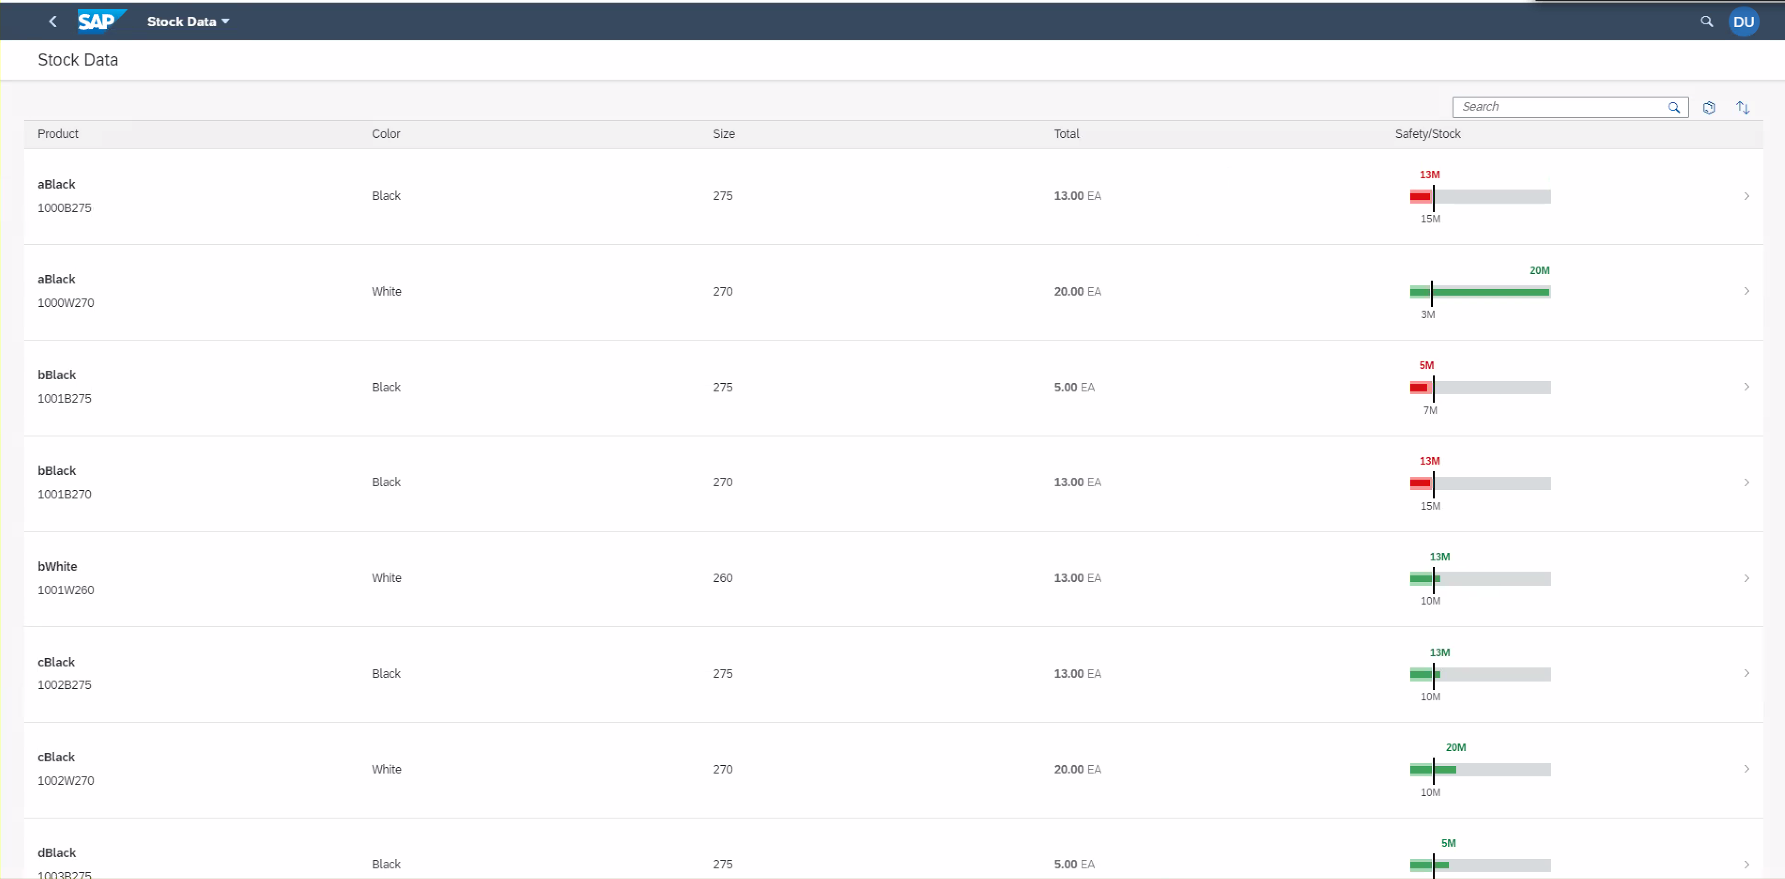 SAP Stock Data DU
Stock Data
Search
Product Color Size Total Safety/Stock
13M
aBlack
1000B275
Black 275 13.00 EA
15M
20M
aBlack
1000W270
White 270 20.00 EA
3M
5M
bBlack
1001B275
Black 275 5.00 EA
7M
13M
bBlack
1001B270
Black 270 13.00 EA
15M
13M
bWhite
1001W260
White 260 13.00 EA
10M
13M
cBlack
1002B275
Black 275 13.00 EA
10M
20M
cBlack
1002W270
White 270 20.00 EA
10M
5M
dBlack
1003B275
Black 275 5.00 EA